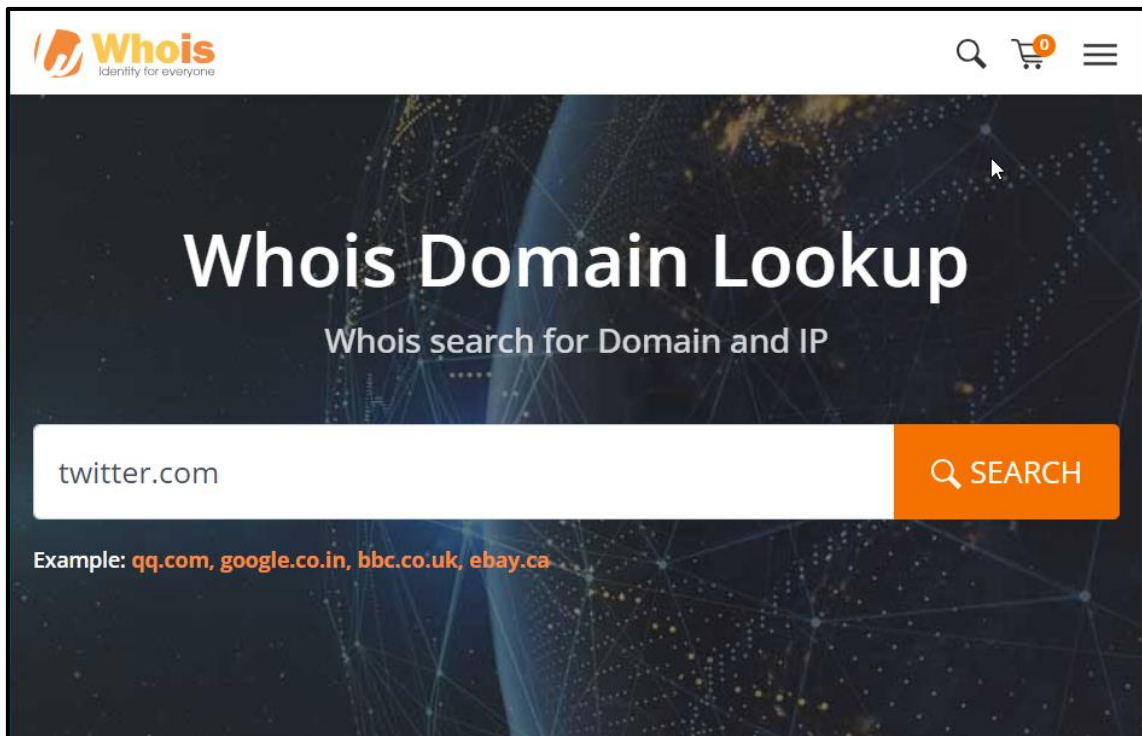 Whois
Identity for everyone
0
Whois Domain Lookup
Whois search for Domain and IP
twitter.com
SEARCH
Example: qq.com, google.co.in, bbc.co.uk, ebay.ca